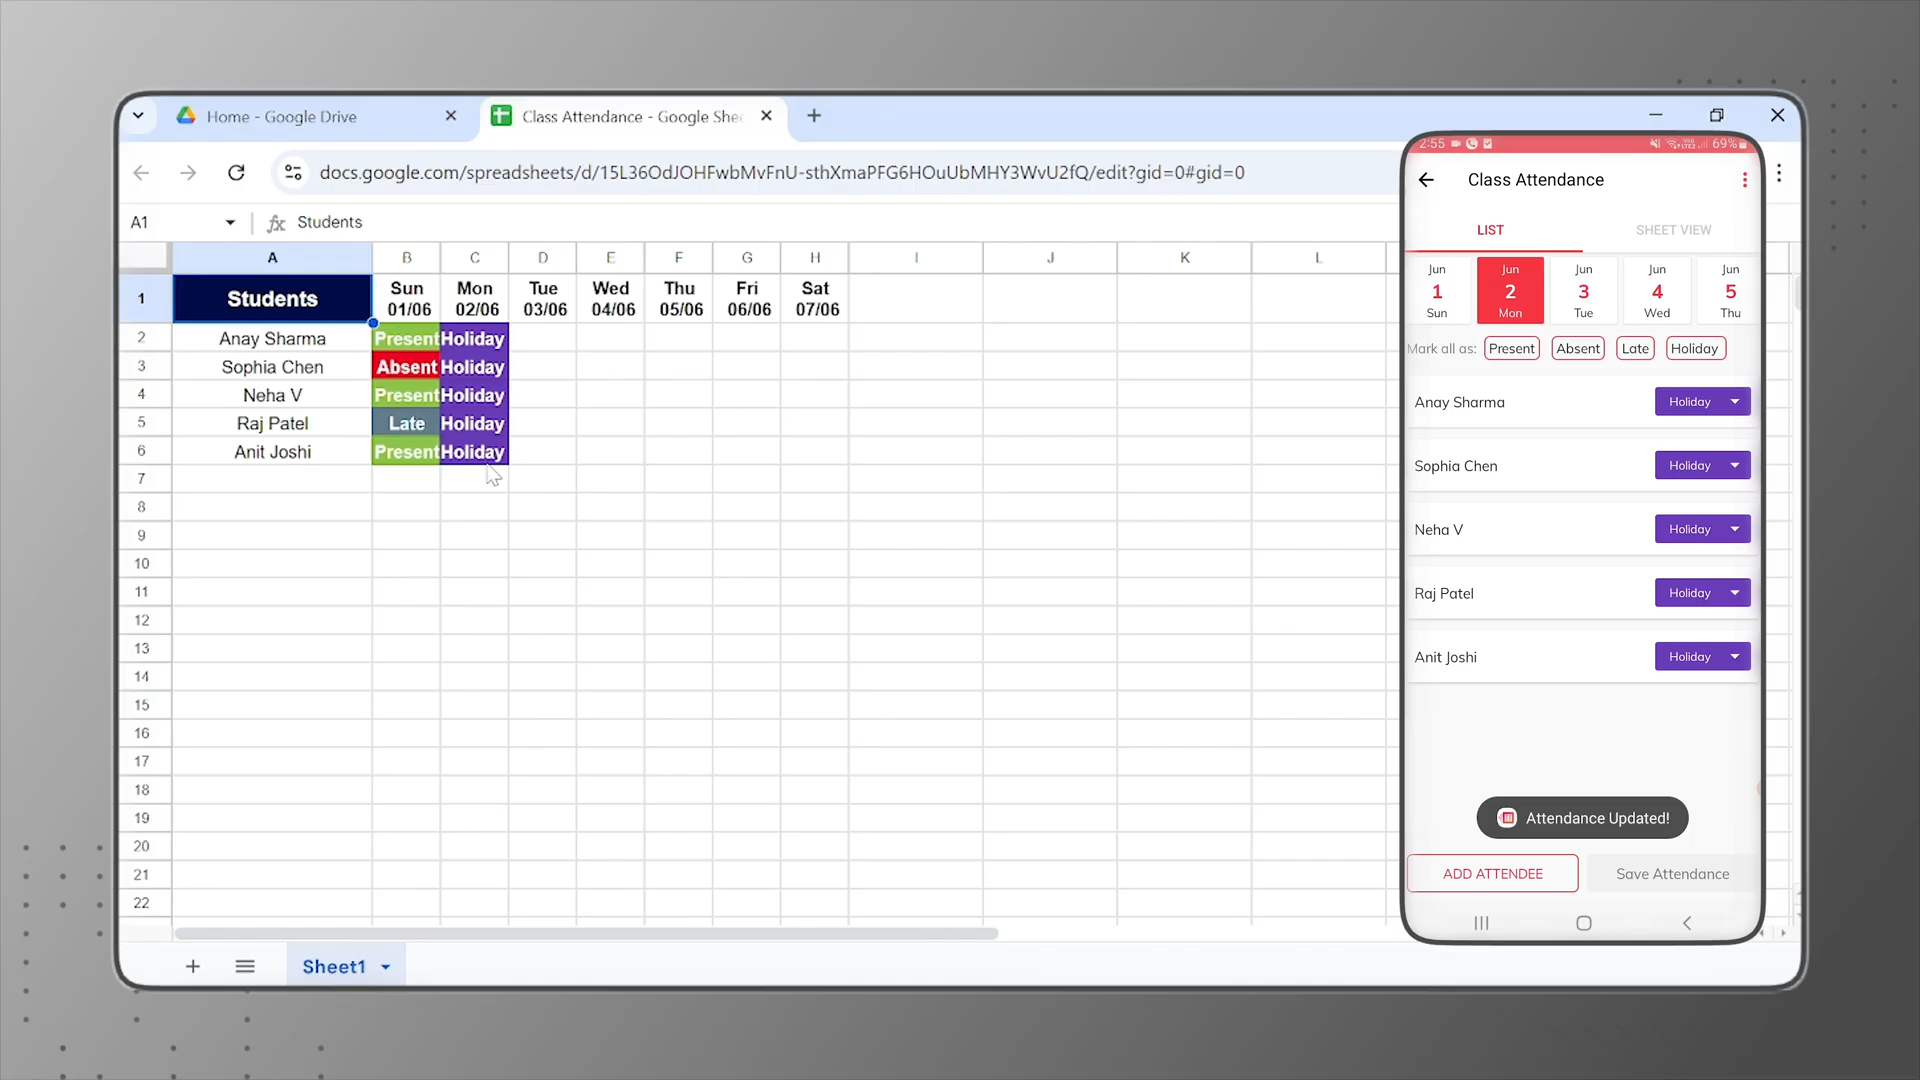 Home - Google Drive
Class Attendance - Google She
docs.google.com/spreadsheets/d/15L36OdJOHFwbMvFnU-sthXmaPFG6HOuUbMHY3WvU2fQ/edit?gid=0#gid=0
A1 fx Students
A B C D E F G H I J K L
1 Students Sun 01/06 Mon 02/06 Tue 03/06 Wed 04/06 Thu 05/06 Fri 06/06 Sat 07/06
2 Anay Sharma Present Holiday
3 Sophia Chen Absent Holiday
4 Neha V Present Holiday
5 Raj Patel Late Holiday
6 Anit Joshi Present Holiday
7
8
9
10
11
12
13
14
15
16
17
18
19
20
21
22
Sheet1
2:55 69%
Class Attendance
LIST SHEET VIEW
Jun Jun Jun Jun Jun
1 2 3 4 5
Sun Mon Tue Wed Thu
Mark all as: Present Absent Late Holiday
Anay Sharma Holiday
Sophia Chen Holiday
Neha V Holiday
Raj Patel Holiday
Anit Joshi Holiday
Attendance Updated!
ADD ATTENDEE Save Attendance